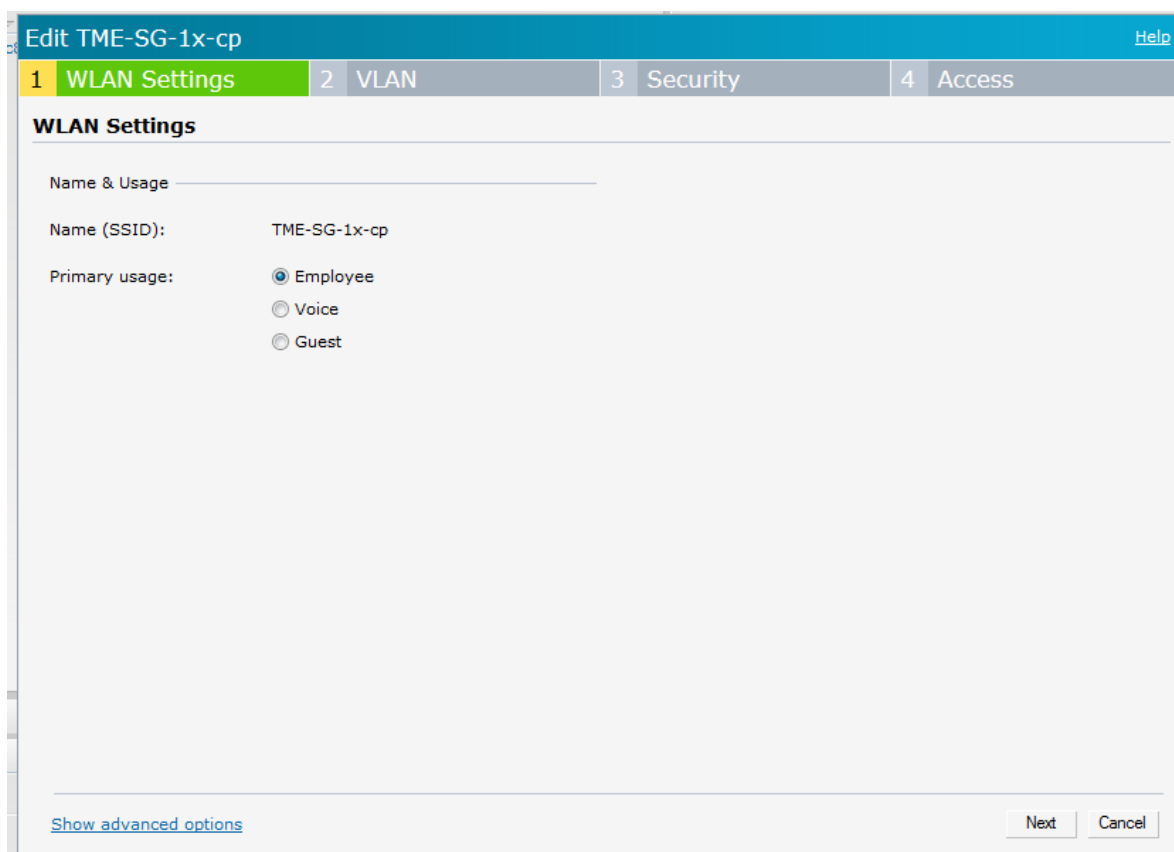 Edit TME-SG-1x-cp Help
1 WLAN Settings 2 VLAN 3 Security 4 Access
WLAN Settings
Name & Usage
Name (SSID): TME-SG-1x-cp
Primary usage: Employee
Voice
Guest
Show advanced options Next Cancel